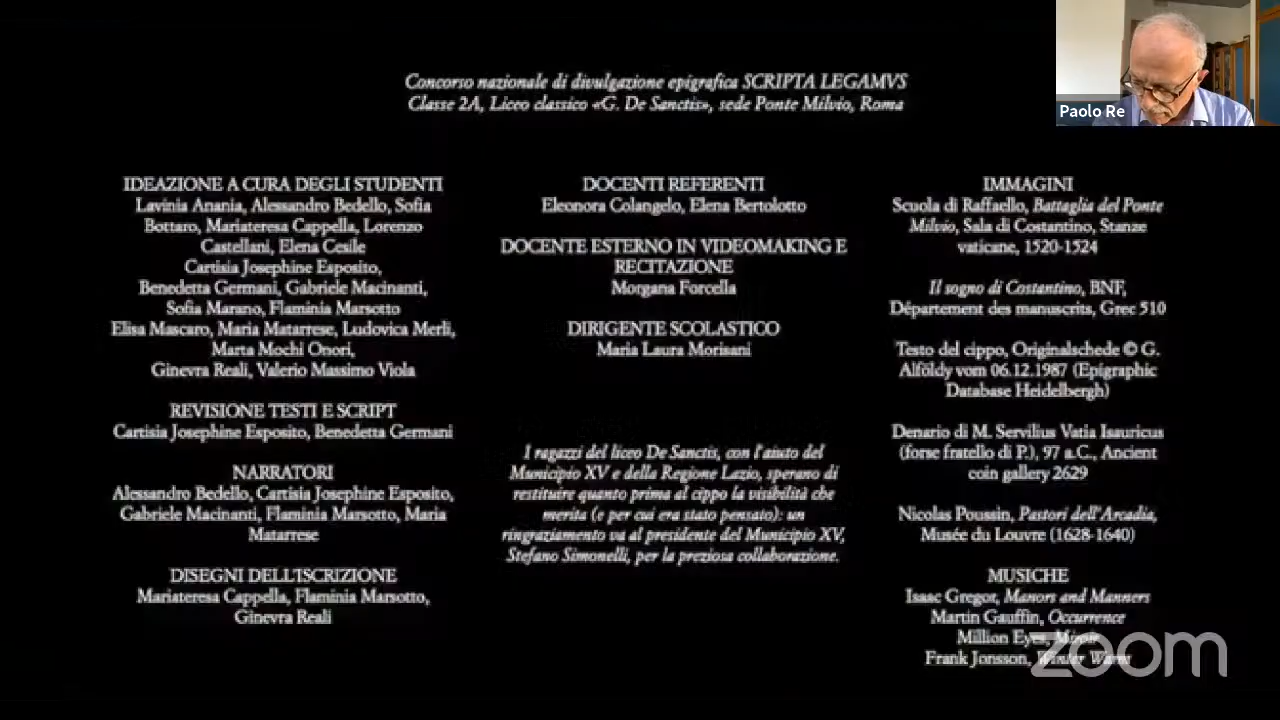 Concorso nazionale di divulgazione epigrafica SCRIPTA LEGAMVS
Classe 2A, Liceo classico «G. De Sanctis», sede Ponte Milvio, Roma
Paolo Re
IDEAZIONE A CURA DEGLI STUDENTI
Lavinia Anania, Alessandro Bedello, Sofia
Bottaro, Mariateresa Cappella, Lorenzo
Castellani, Elena Cesile
Cartisia Josephine Esposito,
Benedetta Germani, Gabriele Macinanti,
Sofia Marano, Flaminia Marsotto
Elisa Mascaro, Maria Matarrese, Ludovica Merli,
Marta Mochi Onori,
Ginevra Reali, Valerio Massimo Viola
REVISIONE TESTI E SCRIPT
Cartisia Josephine Esposito, Benedetta Germani
NARRATORI
Alessandro Bedello, Cartisia Josephine Esposito,
Gabriele Macinanti, Flaminia Marsotto, Maria
Matarrese
DISEGNI DELL'ISCRIZIONE
Mariateresa Cappella, Flaminia Marsotto,
Ginevra Reali
DOCENTI REFERENTI
Eleonora Colangelo, Elena Bertolotto
DOCENTE ESTERNO IN VIDEOMAKING E
RECITAZIONE
Morgana Forcella
DIRIGENTE SCOLASTICO
Maria Laura Morisani
I ragazzi del liceo De Sanctis, con l'aiuto del
Municipio XV e della Regione Lazio, sperano di
restituire quanto prima al cippo la visibilità che
merita (e per cui era stato pensato): un
ringraziamento va al presidente del Municipio XV,
Stefano Simonelli, per la preziosa collaborazione.
IMMAGINI
Scuola di Raffaello, Battaglia del Ponte
Milvio, Sala di Costantino, Stanze
vaticane, 1520-1524
Il sogno di Costantino, BNF,
Département des manuscrits, Grec 510
Testo del cippo, Originalschede © G.
Alföldy vom 06.12.1987 (Epigraphic
Database Heidelbergh)
Denario di M. Servilius Vatia Isauricus
(forse fratello di P.), 97 a.C., Ancient
coin gallery 2629
Nicolas Poussin, Pastori dell'Arcadia,
Musée du Louvre (1628-1640)
MUSICHE
Isaac Gregor, Manors and Manners
Martin Gauffin, Occurrence
Million Eyes,
Frank Jonsson, Winter
zoom